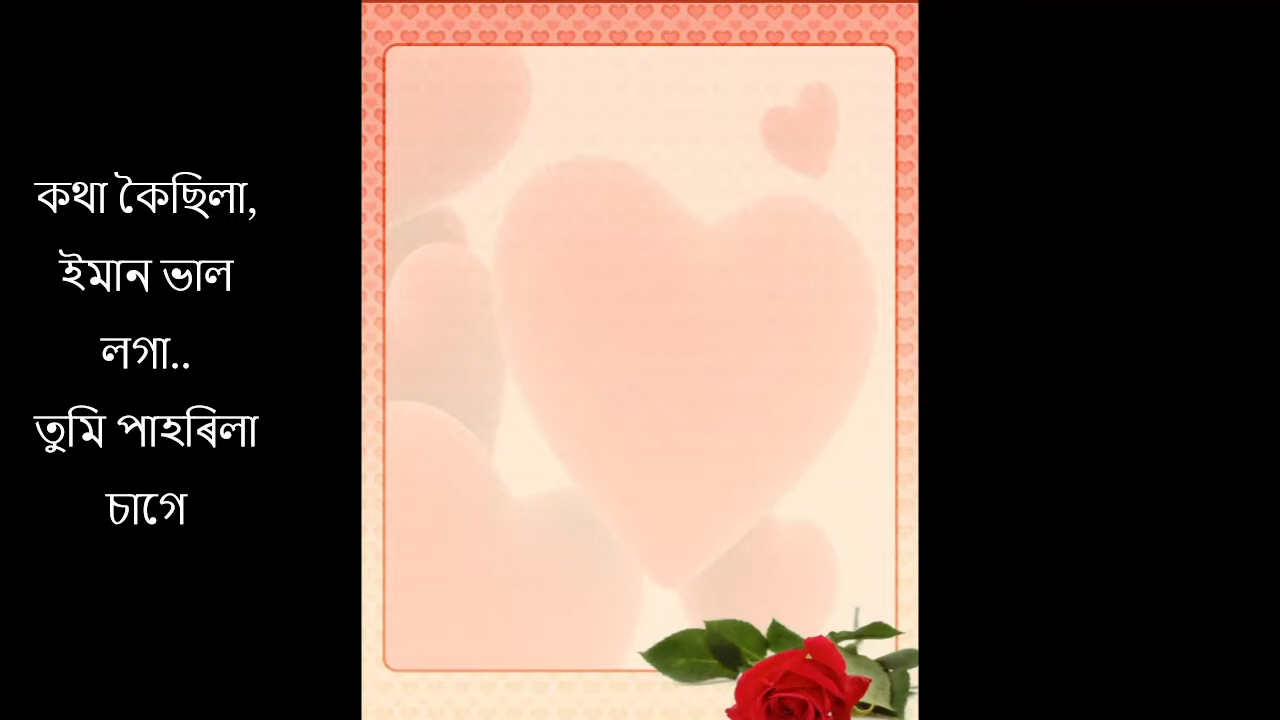 কথা কৈছিলা,
ইমান ভাল
লগা..
তুমি পাহৰিলা
চাগে